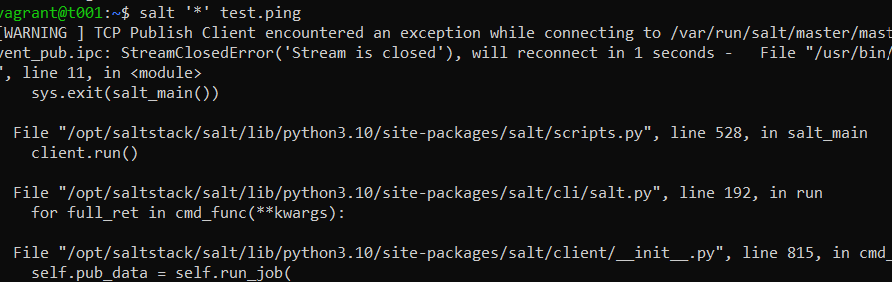 vagrant@t001:~$ salt '*' test.ping
[WARNING ] TCP Publish Client encountered an exception while connecting to /var/run/salt/master/mast
vent_pub.ipc: StreamClosedError('Stream is closed'), will reconnect in 1 seconds -   File "/usr/bin/
", line 11, in <module>
    sys.exit(salt_main())
  File "/opt/saltstack/salt/lib/python3.10/site-packages/salt/scripts.py", line 528, in salt_main
    client.run()
  File "/opt/saltstack/salt/lib/python3.10/site-packages/salt/cli/salt.py", line 192, in run
    for full_ret in cmd_func(**kwargs):
  File "/opt/saltstack/salt/lib/python3.10/site-packages/salt/client/__init__.py", line 815, in cmd_
    self.pub_data = self.run_job(